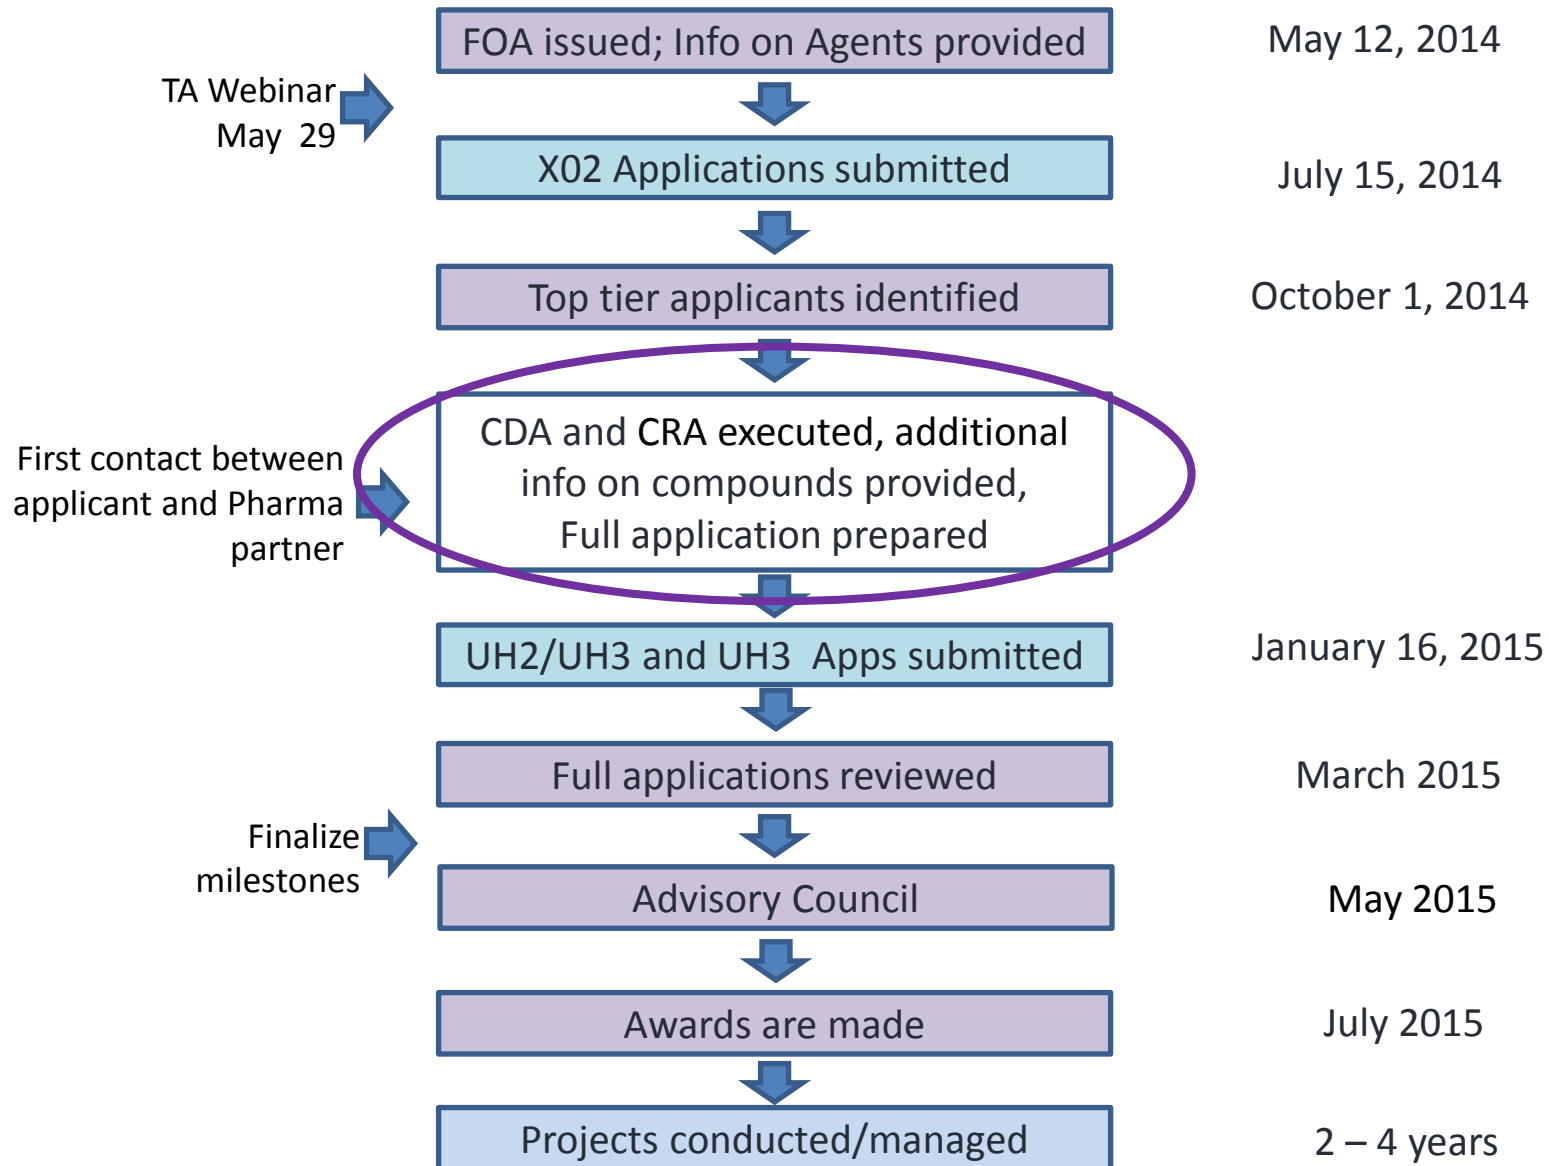 FOA issued; Info on Agents provided
May 12, 2014
TA Webinar
May 29
X02 Applications submitted
July 15, 2014
Top tier applicants identified
October 1, 2014
First contact between
applicant and Pharma
partner
CDA and CRA executed, additional
info on compounds provided,
Full application prepared
UH2/UH3 and UH3 Apps submitted
January 16, 2015
Full applications reviewed
March 2015
Finalize
milestones
Advisory Council
May 2015
Awards are made
July 2015
Projects conducted/managed
2 – 4 years